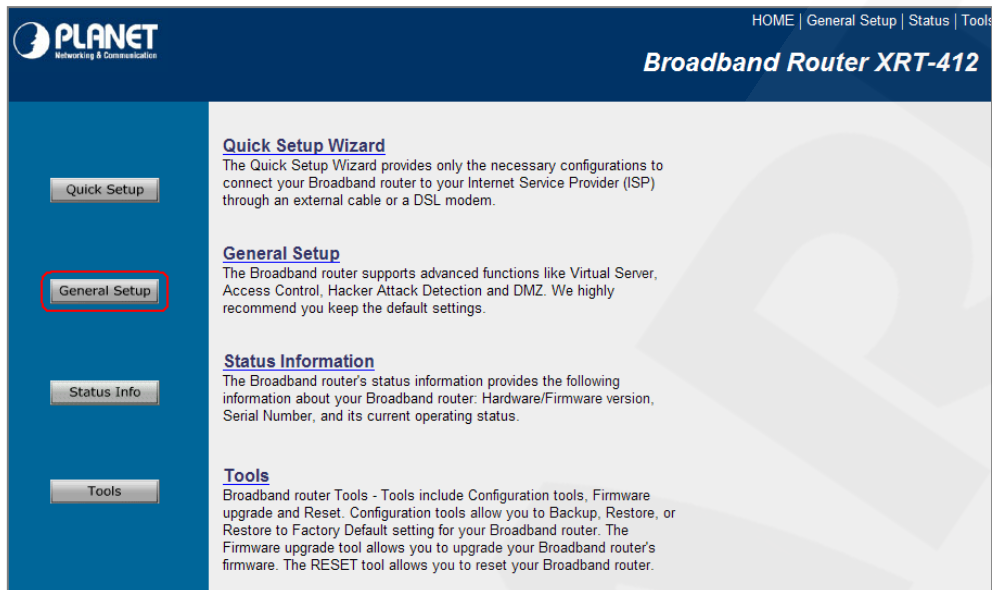 PLANET
Networking & Communication
HOME | General Setup | Status | Tools
Broadband Router XRT-412
Quick Setup
General Setup
Status Info
Tools
Quick Setup Wizard
The Quick Setup Wizard provides only the necessary configurations to
connect your Broadband router to your Internet Service Provider (ISP)
through an external cable or a DSL modem.
General Setup
The Broadband router supports advanced functions like Virtual Server,
Access Control, Hacker Attack Detection and DMZ. We highly
recommend you keep the default settings.
Status Information
The Broadband router's status information provides the following
information about your Broadband router: Hardware/Firmware version,
Serial Number, and its current operating status.
Tools
Broadband router Tools - Tools include Configuration tools, Firmware
upgrade and Reset. Configuration tools allow you to Backup, Restore, or
Restore to Factory Default setting for your Broadband router. The
Firmware upgrade tool allows you to upgrade your Broadband router's
firmware. The RESET tool allows you to reset your Broadband router.